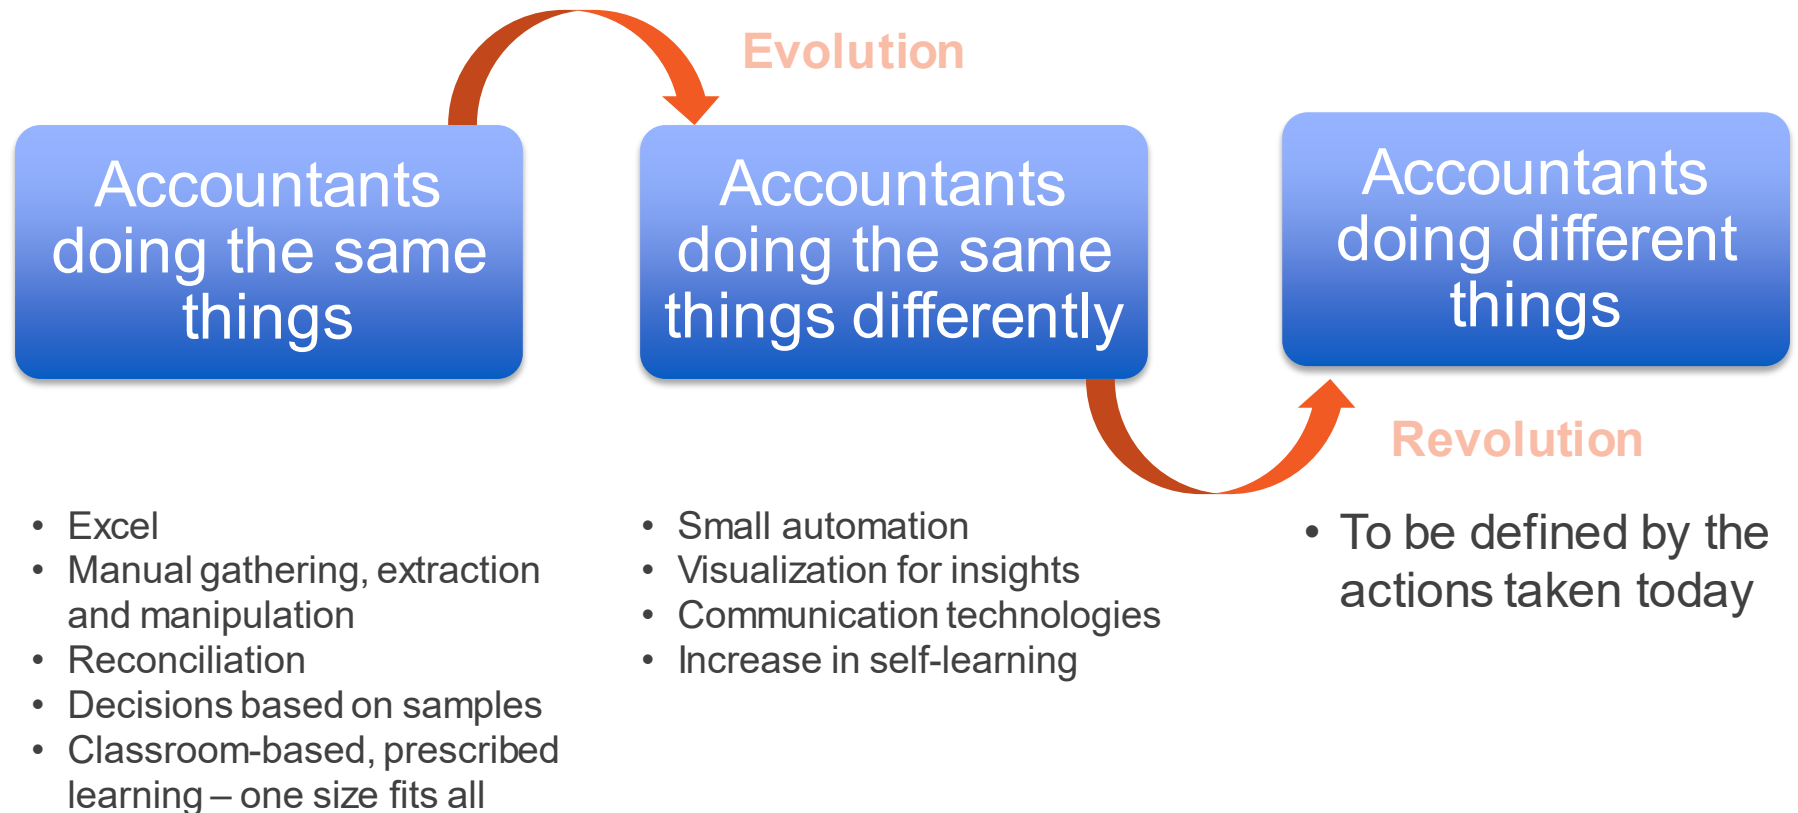 Evolution
Accountants
doing the same
things
Accountants
doing the same
things differently
Accountants
doing different
things
Revolution
• Excel
• Manual gathering, extraction
and manipulation
• Reconciliation
• Decisions based on samples
• Classroom-based, prescribed
learning – one size fits all
• Small automation
• Visualization for insights
• Communication technologies
• Increase in self-learning
• To be defined by the
actions taken today